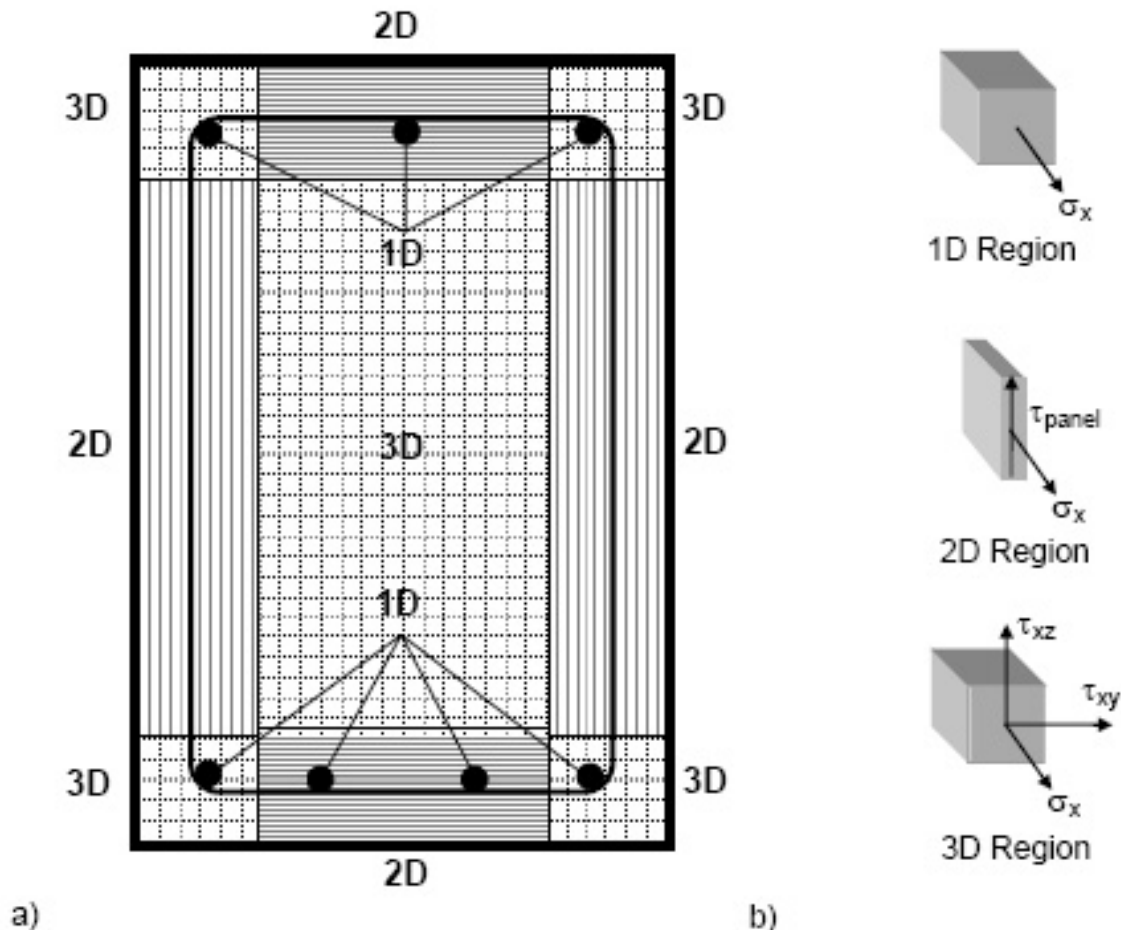 2D
3D
3D
1D
2D
3D
2D
1D
3D
3D
2D
a)
σx
1D Region
τpanel
σx
2D Region
τxz
τxy
σx
3D Region
b)